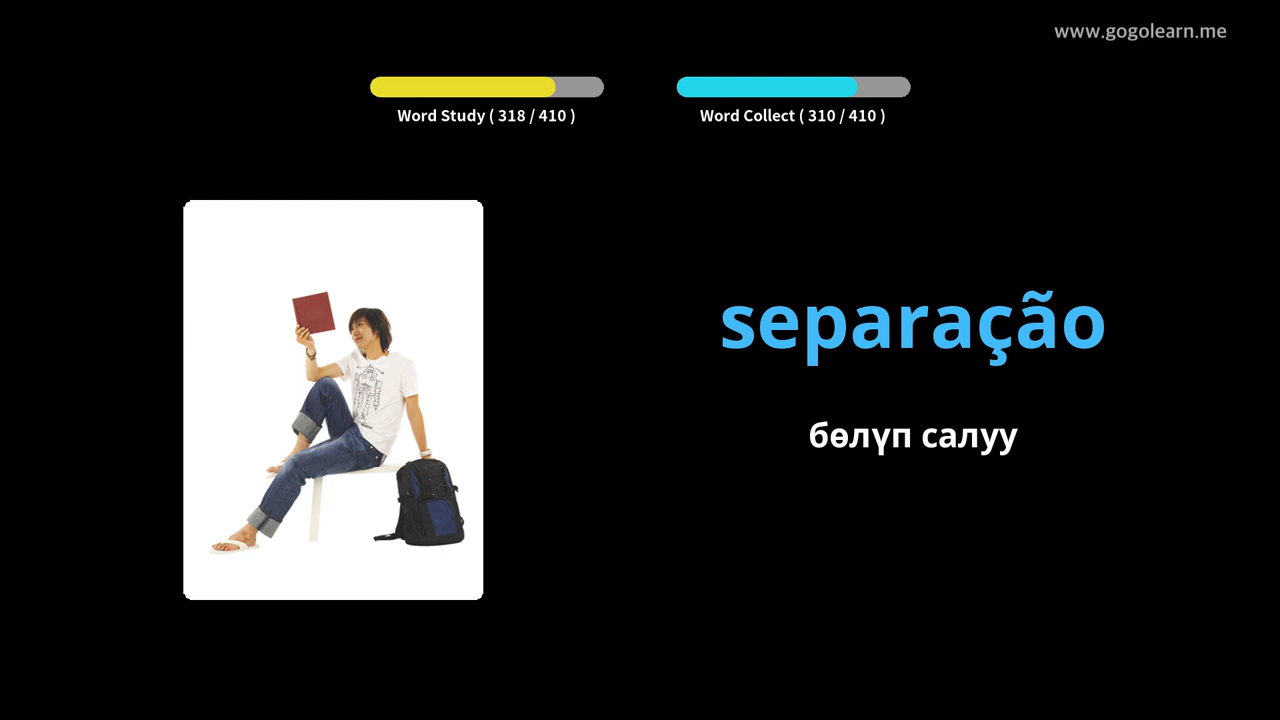 www.gogolearn.me
Word Study ( 318 / 410 )
Word Collect ( 310 / 410 )
separação
бөлүп салуу